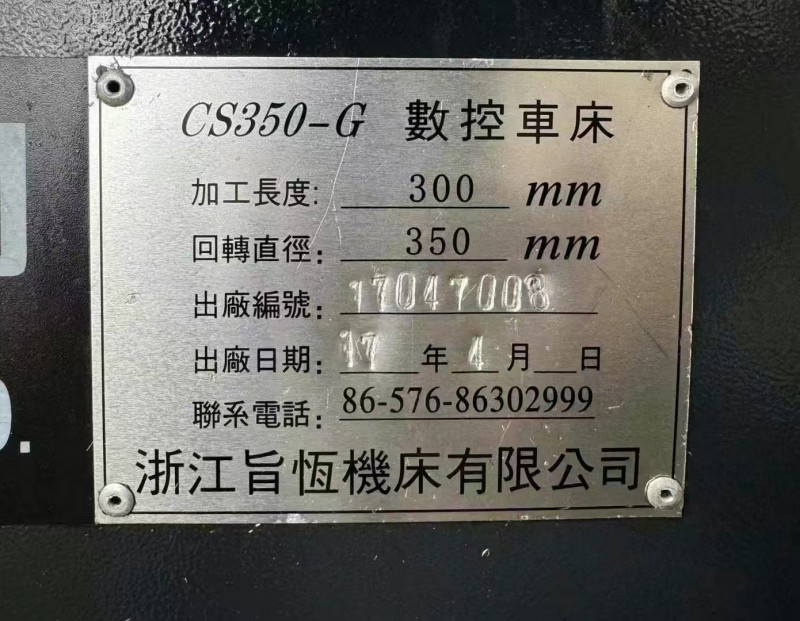 CS350-G 數控車床
加工長度: 300 mm
回轉直徑: 350 mm
出廠編號: 17047008
出廠日期: 17 年 4 月 日
聯系電話: 86-576-86302999
浙江旨恆機床有限公司